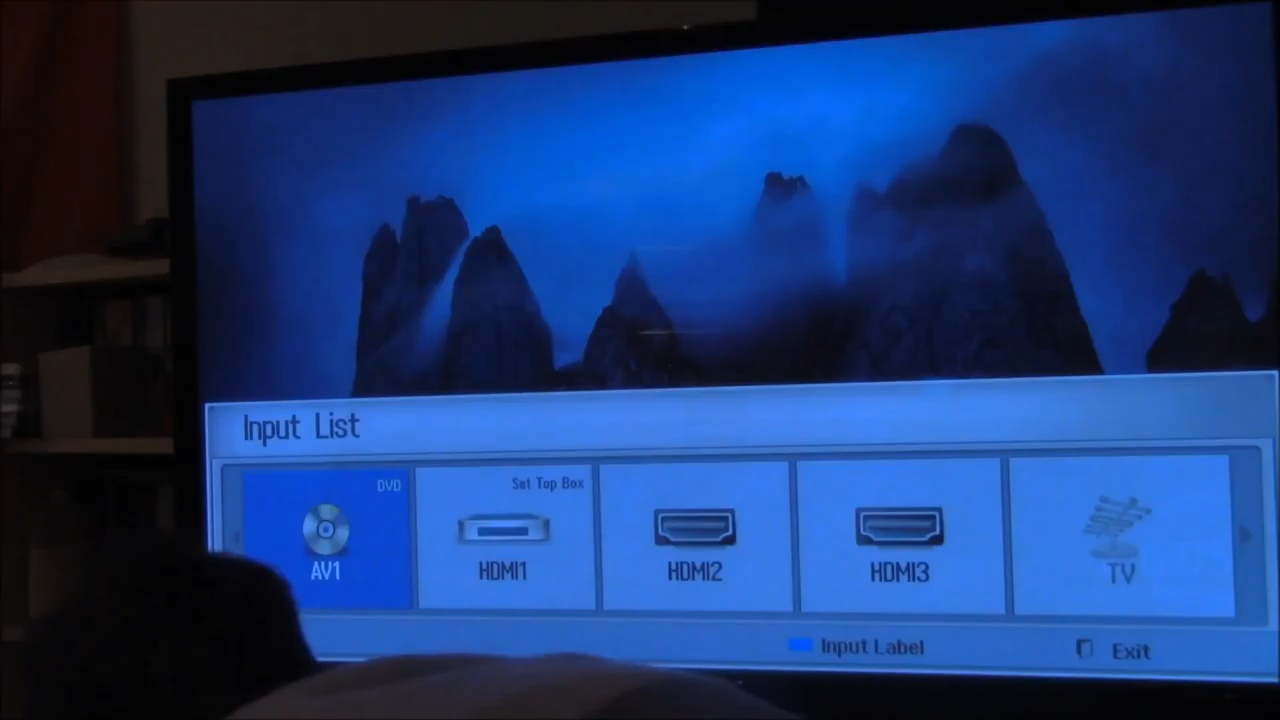 Input List
DVD
AV1
Set Top Box
HDMI1
HDMI2
HDMI3
TV
Input Label
Exit